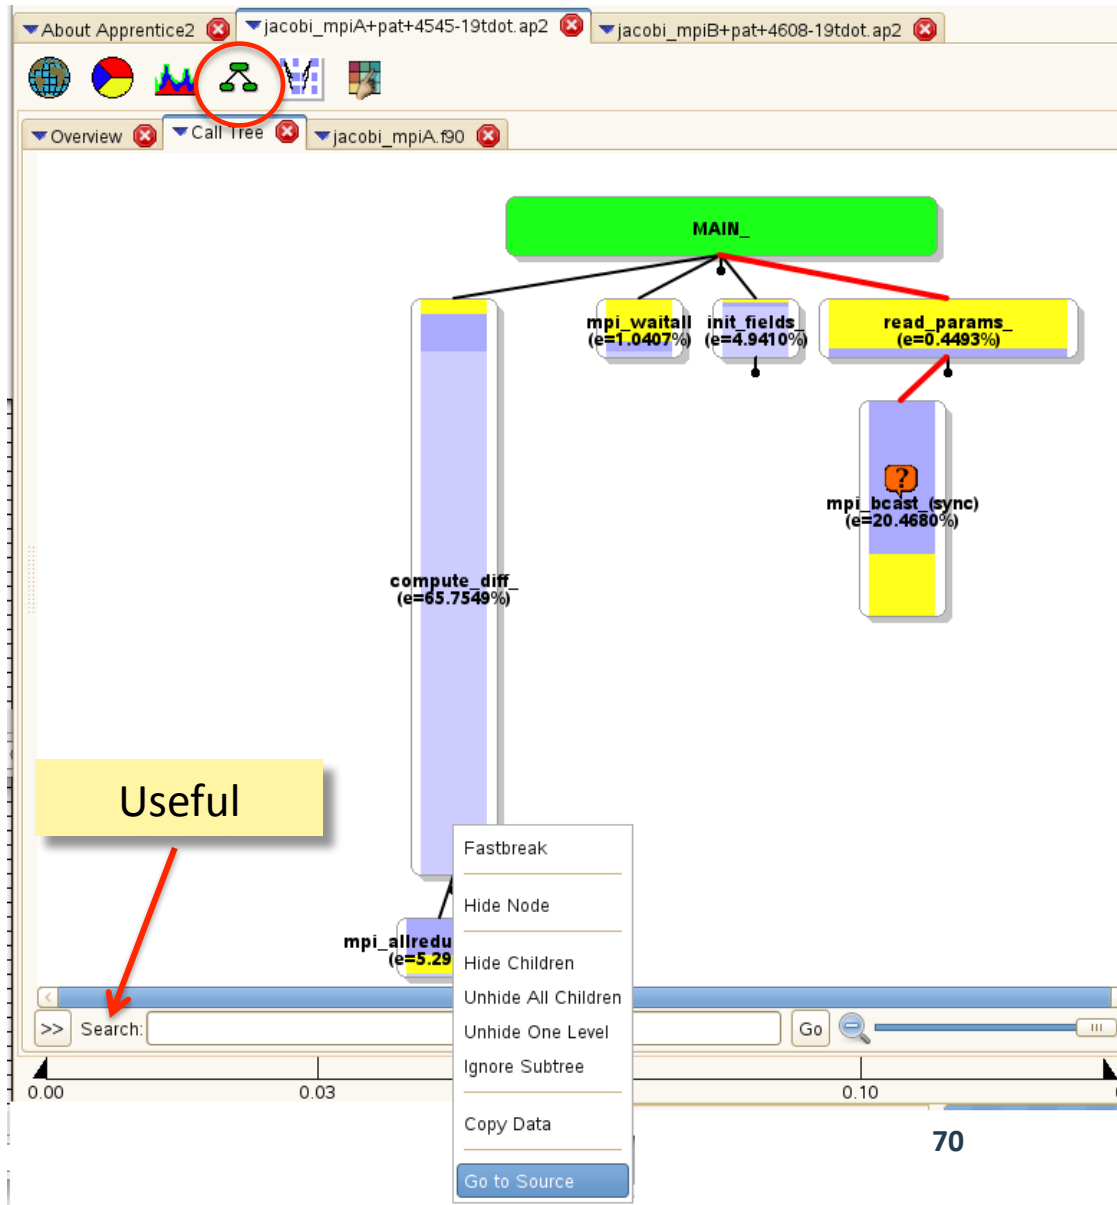 About Apprentice2
jacobi_mpiA+pat+4545-19tdot.ap2
jacobi_mpiB+pat+4608-19tdot.ap2
Overview
Call Tree
jacobi_mpiA.f90
MAIN_
mpi_waitall
(e=1.0407%)
init_fields_
(e=4.9410%)
read_params_
(e=0.4493%)
?
mpi_bcast_(sync)
(e=20.4680%)
compute_diff_
(e=65.7549%)
Useful
Fastbreak
Hide Node
mpi_allredu
(e=5.29
Hide Children
Unhide All Children
Unhide One Level
Ignore Subtree
Copy Data
Go to Source
>> Search:
Go
0.00 0.03 0.10
70